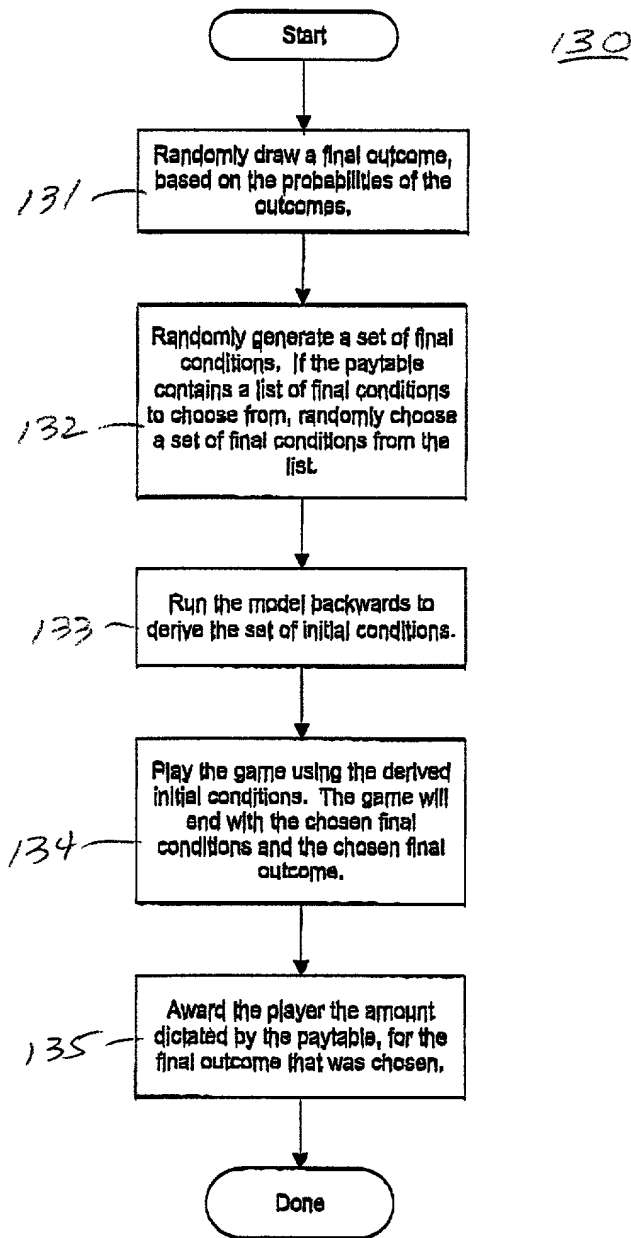 Start
130
Randomly draw a final outcome,
based on the probabilities of the
outcomes.
131
Randomly generate a set of final
conditions. If the paytable
contains a list of final conditions
to choose from, randomly choose
a set of final conditions from the
list.
132
Run the model backwards to
derive the set of initial conditions.
133
Play the game using the derived
initial conditions. The game will
end with the chosen final
conditions and the chosen final
outcome.
134
Award the player the amount
dictated by the paytable, for the
final outcome that was chosen.
135
Done